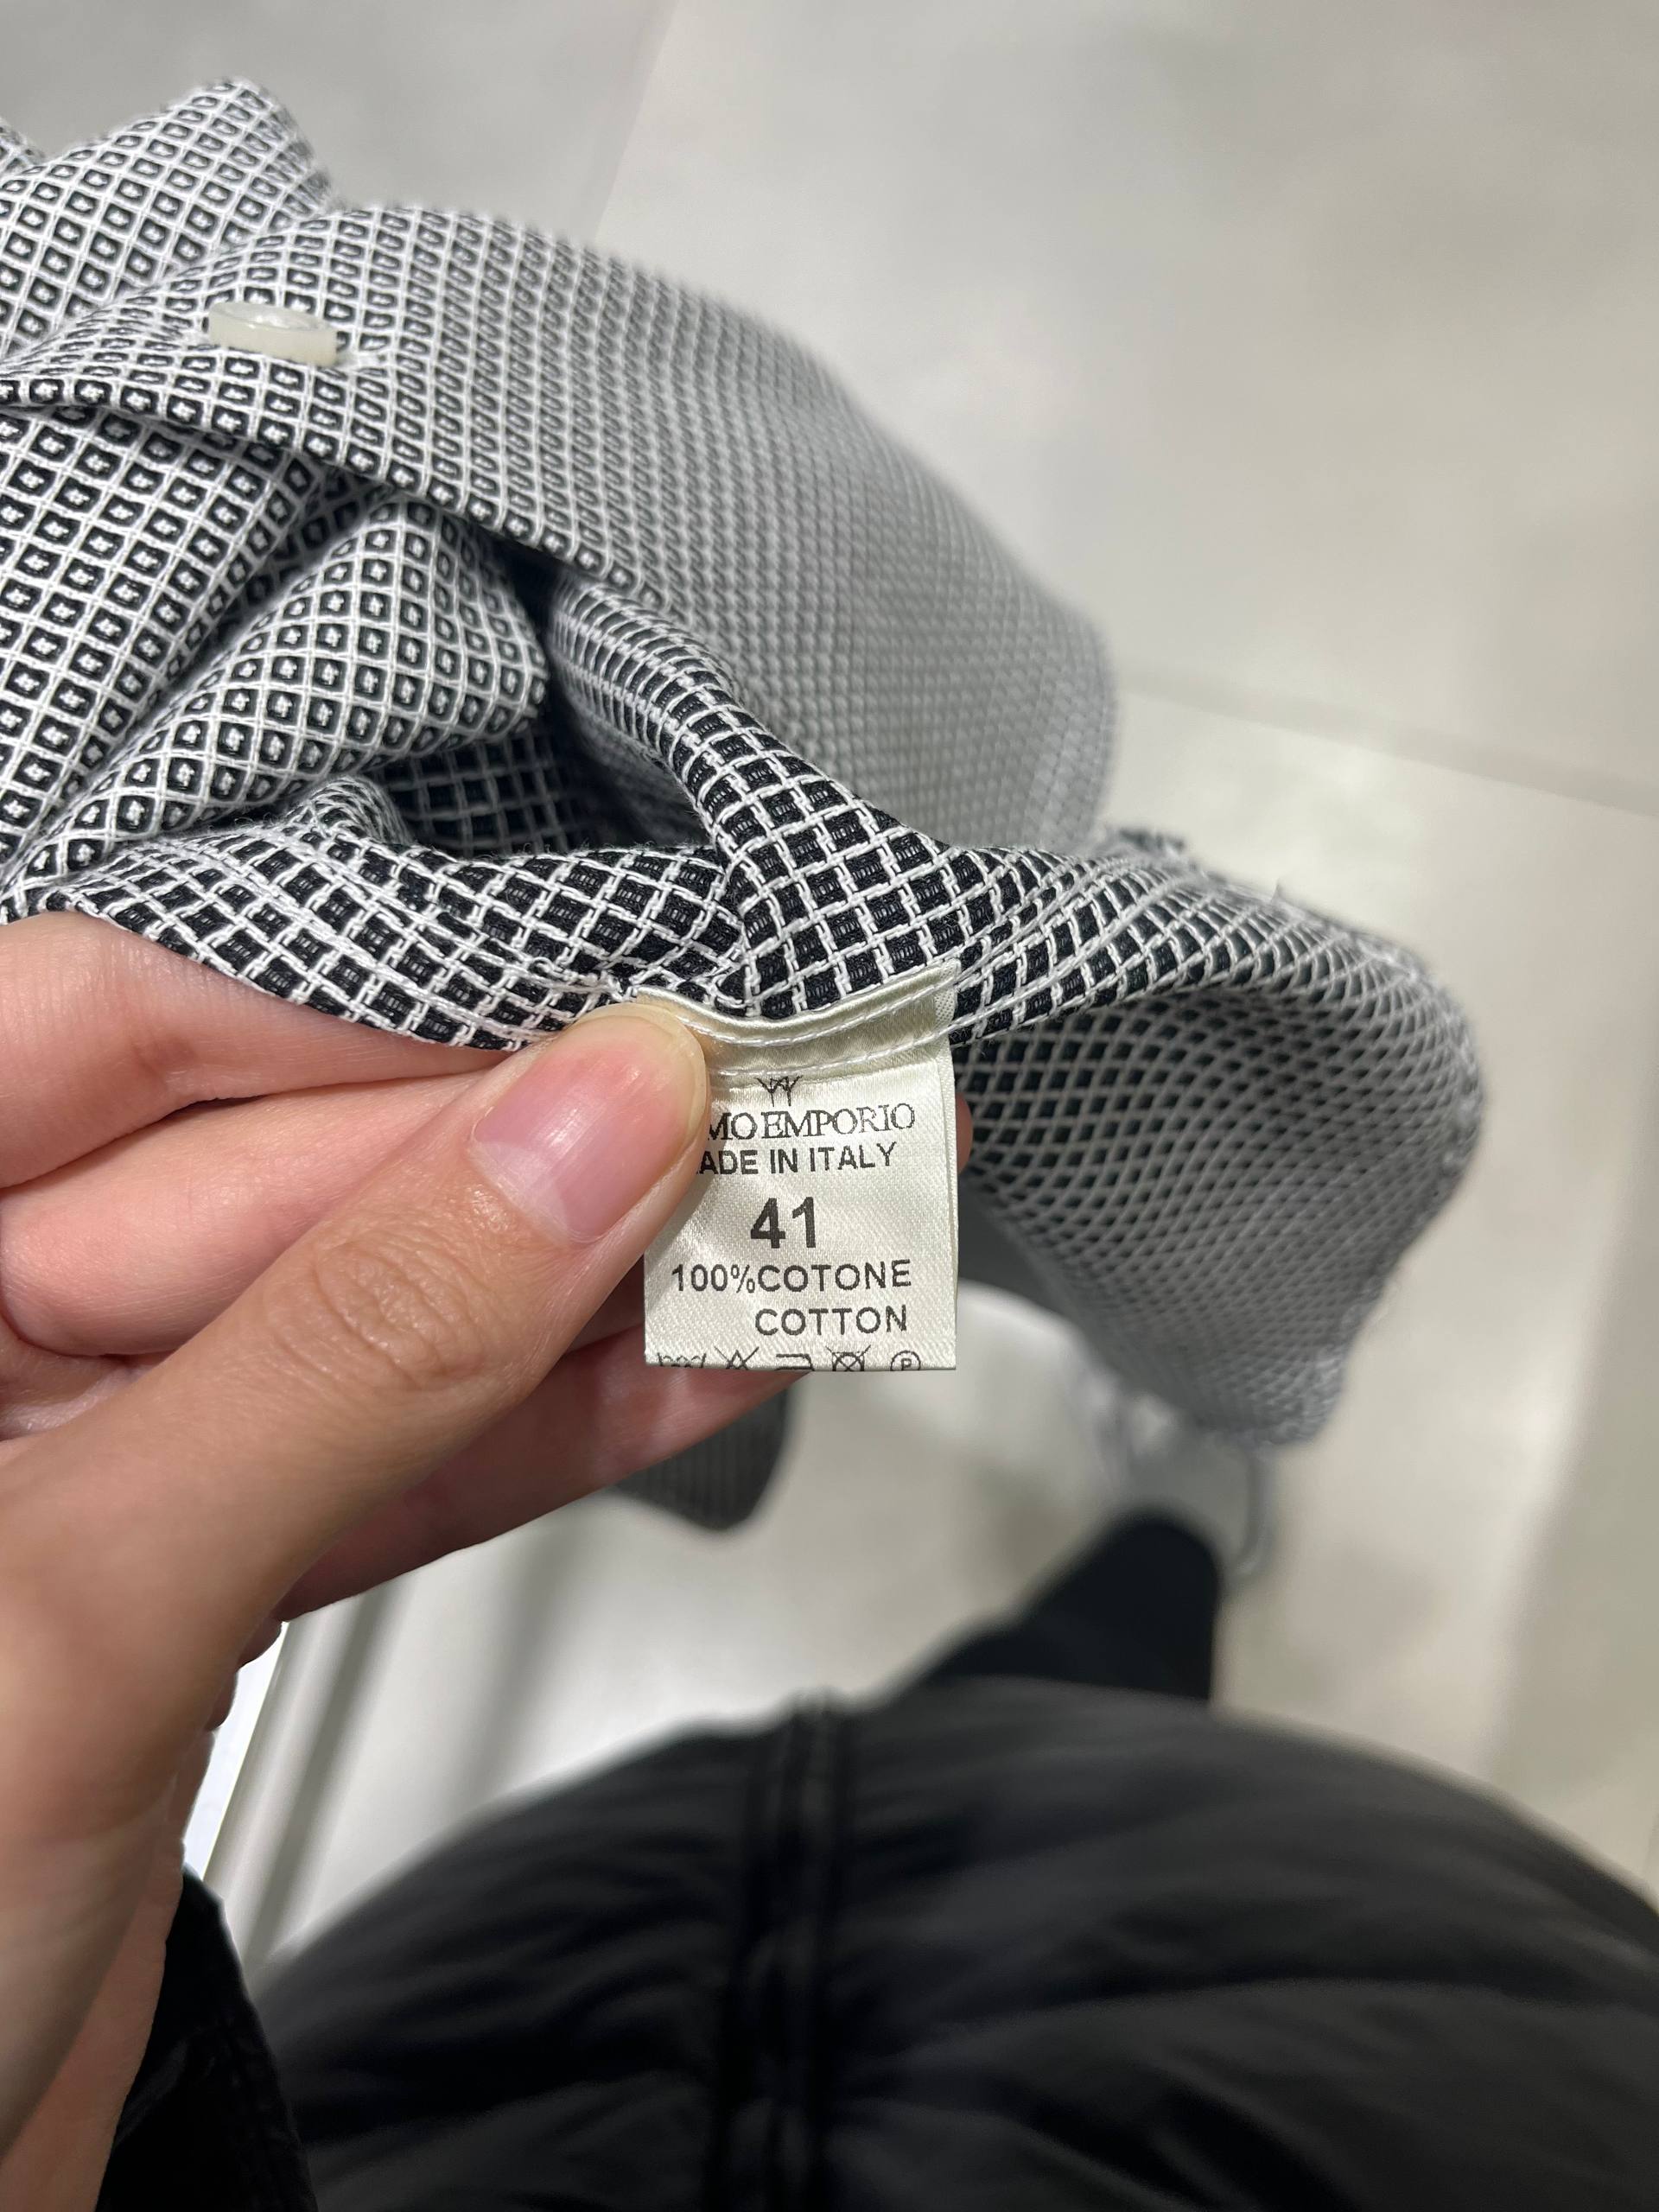 MO EMPORIO
ADE IN ITALY
41
100%COTONE
COTTON